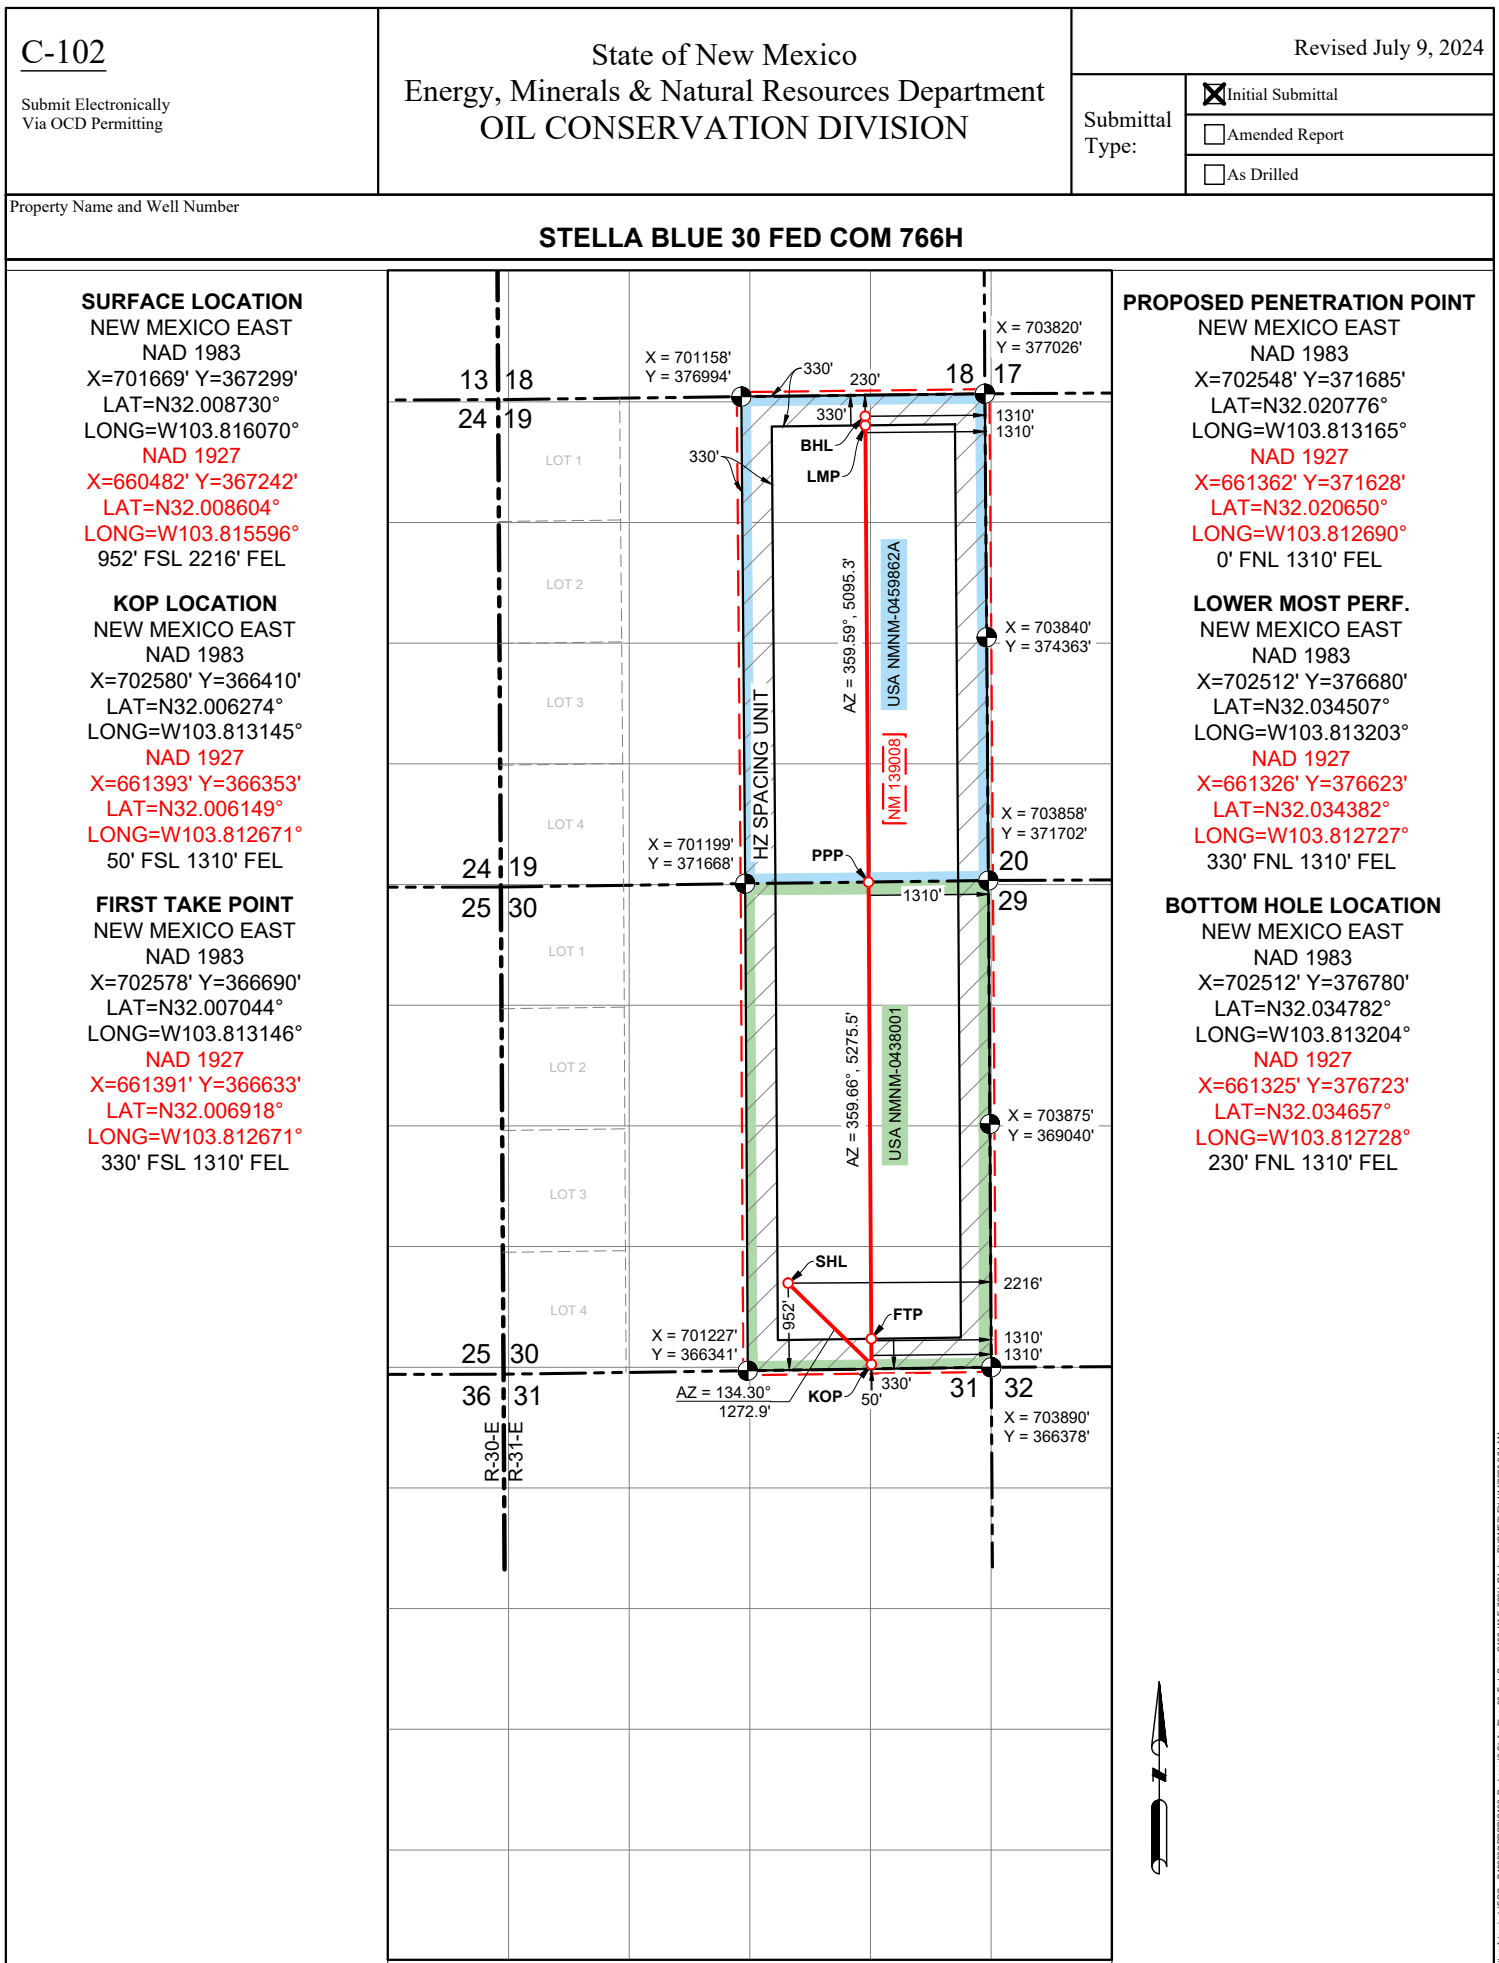 C-102
Submit Electronically
Via OCD Permitting
State of New Mexico
Energy, Minerals & Natural Resources Department
OIL CONSERVATION DIVISION
Revised July 9, 2024
Submittal
Type:
Initial Submittal
Amended Report
As Drilled
Property Name and Well Number
STELLA BLUE 30 FED COM 766H
SURFACE LOCATION
NEW MEXICO EAST
NAD 1983
X=701669' Y=367299'
LAT=N32.008730°
LONG=W103.816070°
NAD 1927
X=660482' Y=367242'
LAT=N32.008604°
LONG=W103.815596°
952' FSL 2216' FEL
KOP LOCATION
NEW MEXICO EAST
NAD 1983
X=702580' Y=366410'
LAT=N32.006274°
LONG=W103.813145°
NAD 1927
X=661393' Y=366353'
LAT=N32.006149°
LONG=W103.812671°
50' FSL 1310' FEL
FIRST TAKE POINT
NEW MEXICO EAST
NAD 1983
X=702578' Y=366690'
LAT=N32.007044°
LONG=W103.813146°
NAD 1927
X=661391' Y=366633'
LAT=N32.006918°
LONG=W103.812671°
330' FSL 1310' FEL
X = 703820'
Y = 377026'
X = 701158'
Y = 376994'
330'
230'
13 18
18 17
24 19
330'
1310'
1310'
BHL
LMP
330'
LOT 1
LOT 2
LOT 3
LOT 4
AZ = 359.59°, 5095.3'
USA NMNM-0459862A
X = 703840'
Y = 374363'
HZ SPACING UNIT
[NM 139008]
X = 703858'
Y = 371702'
X = 701199'
Y = 371668'
PPP
24 19
20
25 30
1310'
29
LOT 1
LOT 2
LOT 3
LOT 4
AZ = 359.66°, 5275.5'
USA NMNM-0438001
X = 703875'
Y = 369040'
SHL
2216'
952'
FTP
X = 701227'
Y = 366341'
1310'
1310'
25 30
36 31
AZ = 134.30°
1272.9'
KOP
50'
330'
31 32
X = 703890'
Y = 366378'
R-30-E
R-31-E
PROPOSED PENETRATION POINT
NEW MEXICO EAST
NAD 1983
X=702548' Y=371685'
LAT=N32.020776°
LONG=W103.813165°
NAD 1927
X=661362' Y=371628'
LAT=N32.020650°
LONG=W103.812690°
0' FNL 1310' FEL
LOWER MOST PERF.
NEW MEXICO EAST
NAD 1983
X=702512' Y=376680'
LAT=N32.034507°
LONG=W103.813203°
NAD 1927
X=661326' Y=376623'
LAT=N32.034382°
LONG=W103.812727°
330' FNL 1310' FEL
BOTTOM HOLE LOCATION
NEW MEXICO EAST
NAD 1983
X=702512' Y=376780'
LAT=N32.034782°
LONG=W103.813204°
NAD 1927
X=661325' Y=376723'
LAT=N32.034657°
LONG=W103.812728°
230' FNL 1310' FEL
Z